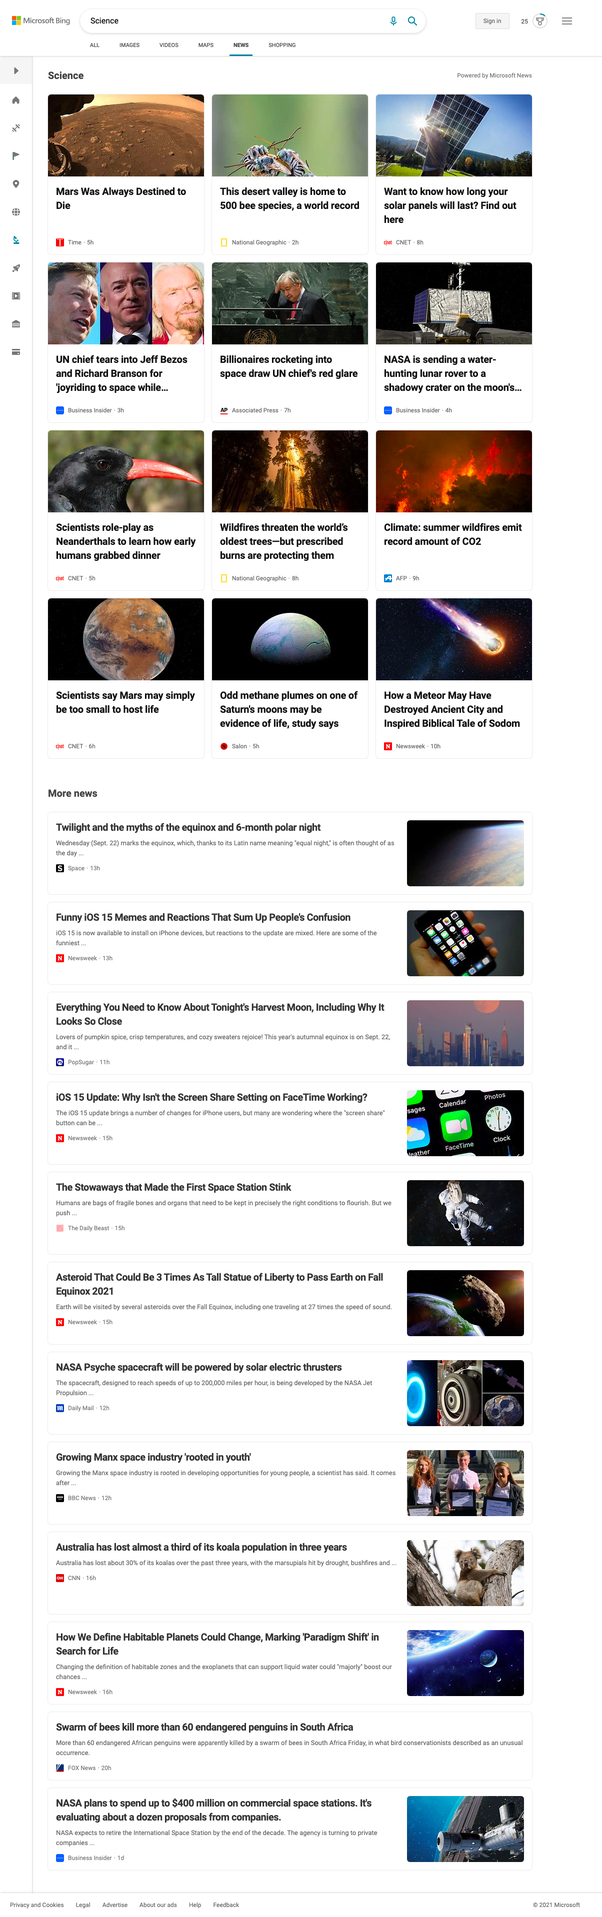 Microsoft Bing
Science
Sign in
25
ALL
IMAGES
VIDEOS
MAPS
NEWS
SHOPPING
Science
Powered by Microsoft News
Mars Was Always Destined to
Die
Time · 5h
This desert valley is home to
500 bee species, a world record
National Geographic · 2h
Want to know how long your
solar panels will last? Find out
here
CNET · 8h
UN chief tears into Jeff Bezos
and Richard Branson for
'joyriding to space while...
Business Insider · 3h
Billionaires rocketing into
space draw UN chief's red glare
AP
Associated Press · 7h
NASA is sending a water-
hunting lunar rover to a
shadowy crater on the moon's...
Business Insider · 4h
Scientists role-play as
Neanderthals to learn how early
humans grabbed dinner
CNET · 5h
Wildfires threaten the world's
oldest trees—but prescribed
burns are protecting them
National Geographic · 8h
Climate: summer wildfires emit
record amount of CO2
AFP · 9h
Scientists say Mars may simply
be too small to host life
CNET · 6h
Odd methane plumes on one of
Saturn's moons may be
evidence of life, study says
Salon · 5h
How a Meteor May Have
Destroyed Ancient City and
Inspired Biblical Tale of Sodom
N
Newsweek · 10h
More news
Twilight and the myths of the equinox and 6-month polar night
Wednesday (Sept. 22) marks the equinox, which, thanks to its Latin name meaning "equal night," is often thought of as
the day ...
S
Space · 13h
Funny iOS 15 Memes and Reactions That Sum Up People's Confusion
iOS 15 is now available to install on iPhone devices, but reactions to the update are mixed. Here are some of the
funniest ...
N
Newsweek · 13h
Everything You Need to Know About Tonight's Harvest Moon, Including Why It
Looks So Close
Lovers of pumpkin spice, crisp temperatures, and cozy sweaters rejoice! This year's autumnal equinox is on Sept. 22,
and it ...
PopSugar · 11h
iOS 15 Update: Why Isn't the Screen Share Setting on FaceTime Working?
The iOS 15 update brings a number of changes for iPhone users, but many are wondering where the "screen share"
button can be ...
N
Newsweek · 15h
Calendar
Photos
FaceTime
Clock
The Stowaways that Made the First Space Station Stink
Humans are bags of fragile bones and organs that need to be kept in precisely the right conditions to flourish. But we
push ...
The Daily Beast · 15h
Asteroid That Could Be 3 Times As Tall Statue of Liberty to Pass Earth on Fall
Equinox 2021
Earth will be visited by several asteroids over the Fall Equinox, including one traveling at 27 times the speed of sound.
N
Newsweek · 15h
NASA Psyche spacecraft will be powered by solar electric thrusters
The spacecraft, designed to reach speeds of up to 200,000 miles per hour, is being developed by the NASA Jet
Propulsion ...
Daily Mail · 12h
Growing Manx space industry 'rooted in youth'
Growing the Manx space industry is rooted in developing opportunities for young people, a scientist has said. It comes
after ...
BBC News · 12h
Australia has lost almost a third of its koala population in three years
Australia has lost about 30% of its koalas over the past three years, with the marsupials hit by drought, bushfires and ...
CNN · 16h
How We Define Habitable Planets Could Change, Marking 'Paradigm Shift' in
Search for Life
Changing the definition of habitable zones and the exoplanets that can support liquid water could "majorly" boost our
chances ...
N
Newsweek · 16h
Swarm of bees kill more than 60 endangered penguins in South Africa
More than 60 endangered African penguins were apparently killed by a swarm of bees in South Africa Friday, in what bird conservationists described as an unusual
occurrence.
FOX News · 20h
NASA plans to spend up to $400 million on commercial space stations. It's
evaluating about a dozen proposals from companies.
NASA expects to retire the International Space Station by the end of the decade. The agency is turning to private
companies ...
Business Insider · 1d
Privacy and Cookies
Legal
Advertise
About our ads
Help
Feedback
© 2021 Microsoft